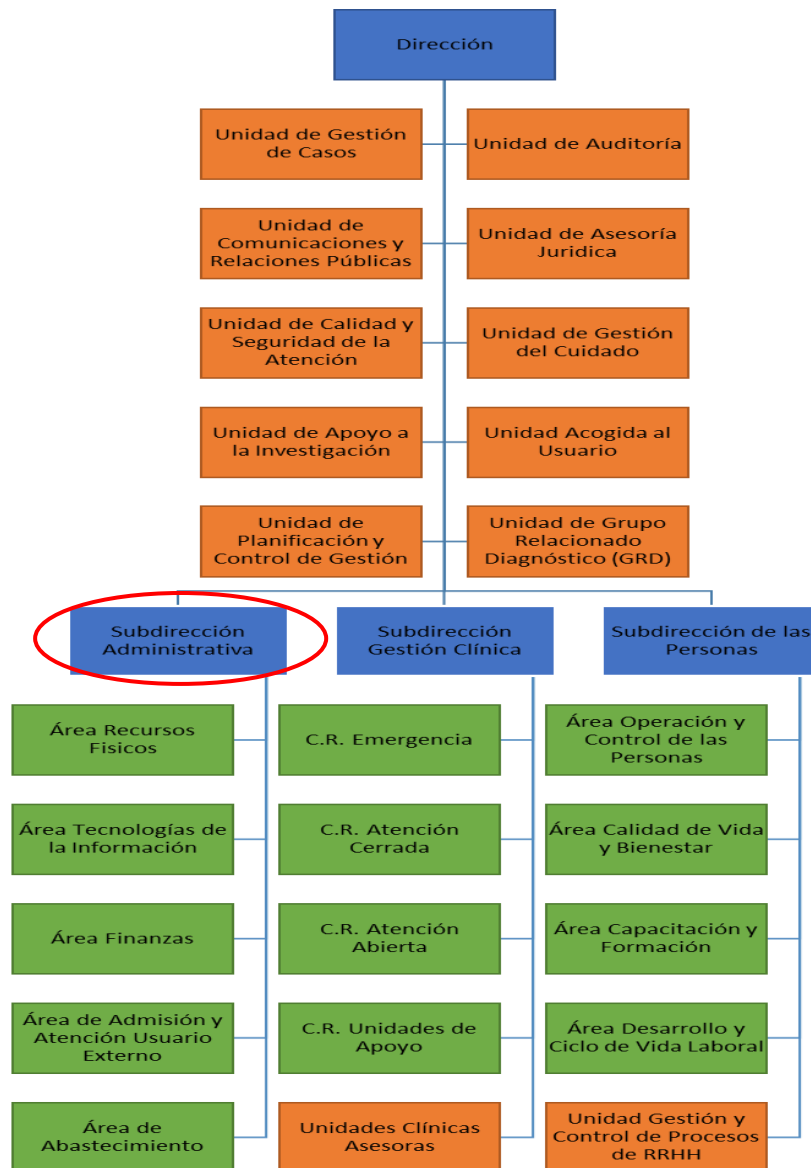 Dirección
Unidad de Gestión
de Casos
Unidad de Auditoría
Unidad de
Comunicaciones y
Relaciones Públicas
Unidad de Asesoría
Juridica
Unidad de Calidad y
Seguridad de la
Atención
Unidad de Gestión
del Cuidado
Unidad de Apoyo a
la Investigación
Unidad Acogida al
Usuario
Unidad de
Planificación y
Control de Gestión
Unidad de Grupo
Relacionado
Diagnóstico (GRD)
Subdirección
Administrativa
Subdirección
Gestión Clínica
Subdirección de las
Personas
Área Recursos
Fisicos
C.R. Emergencia
Área Operación y
Control de las
Personas
Área Tecnologías de
la Información
C.R. Atención
Cerrada
Área Calidad de Vida
y Bienestar
Área Finanzas
C.R. Atención
Abierta
Área Capacitación y
Formación
Área de Admisión y
Atención Usuario
Externo
C.R. Unidades de
Apoyo
Área Desarrollo y
Ciclo de Vida Laboral
Área de
Abastecimiento
Unidades Clínicas
Asesoras
Unidad Gestión y
Control de Procesos
de RRHH